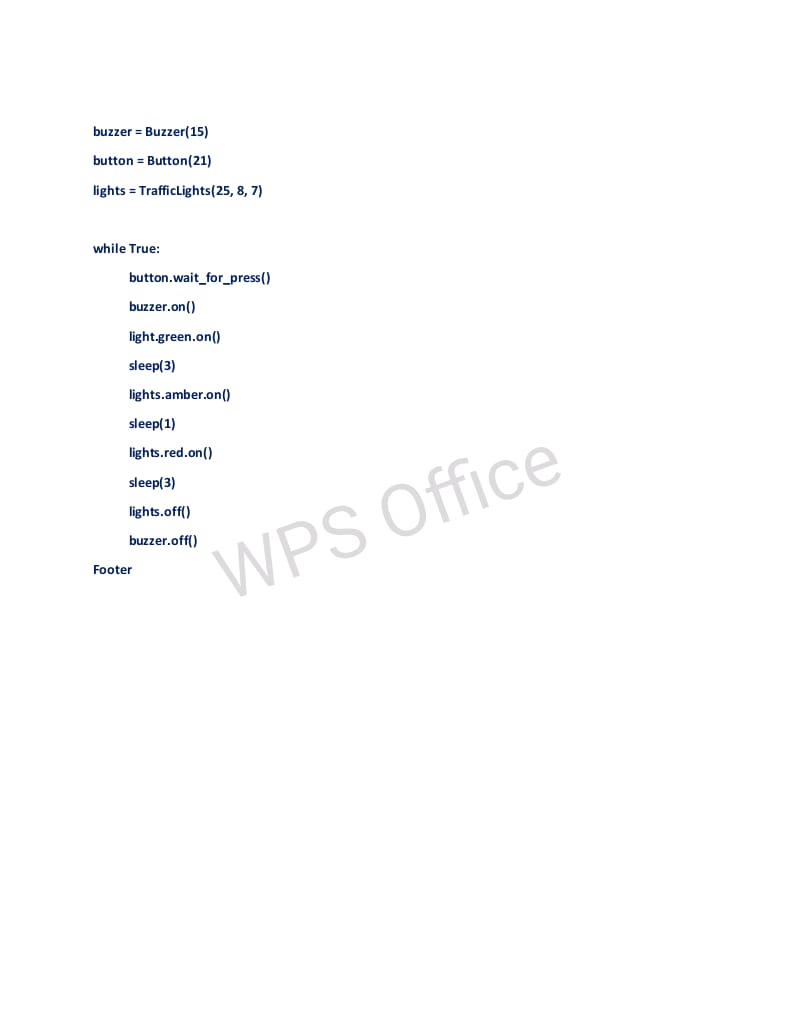 buzzer = Buzzer(15)
button = Button(21)
lights = TrafficLights(25, 8, 7)
while True:
button.wait_for_press()
buzzer.on()
light.green.on()
sleep(3)
lights.amber.on()
sleep(1)
lights.red.on()
sleep(3)
lights.off()
buzzer.off()
Footer
WPS Office